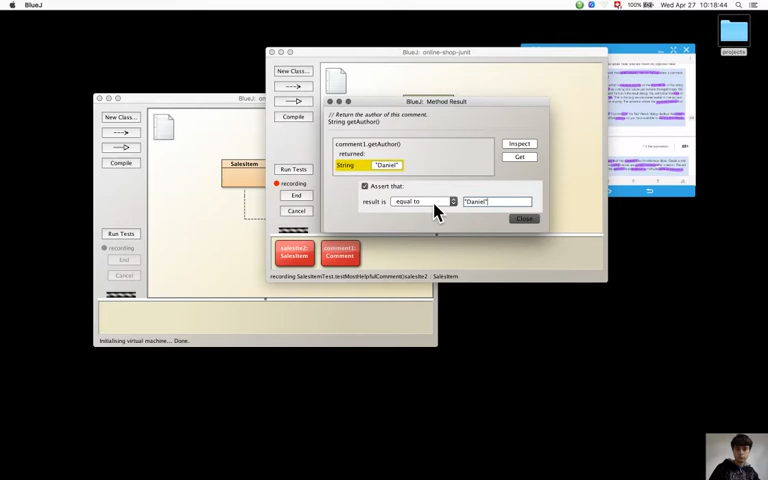 BlueJ
100%
Wed Apr 27 10:18:44
projects
BlueJ: online-shop-junit
New Class...
Compile
Run Tests
recording
End
Cancel
BlueJ: Method Result
// Return the author of this comment.
String getAuthor()
comment1.getAuthor()
returned:
String "Daniel"
Inspect
Get
Assert that:
result is equal to "Daniel"
Close
salesIte2:
SalesItem
comment1:
Comment
recording SalesItemTest.testMostHelpfulComment()salesIte2 : SalesItem
New Class...
Compile
SalesItem
Run Tests
recording
End
Cancel
Initialising virtual machine... Done.